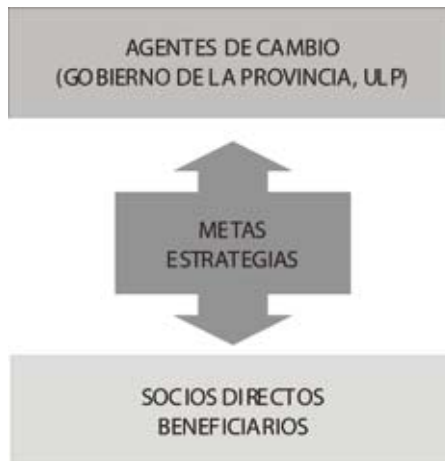 AGENTES DE CAMBIO
(GOBIERNO DE LA PROVINCIA, ULP)
METAS
ESTRATEGIAS
SOCIOS DIRECTOS
BENEFICIARIOS